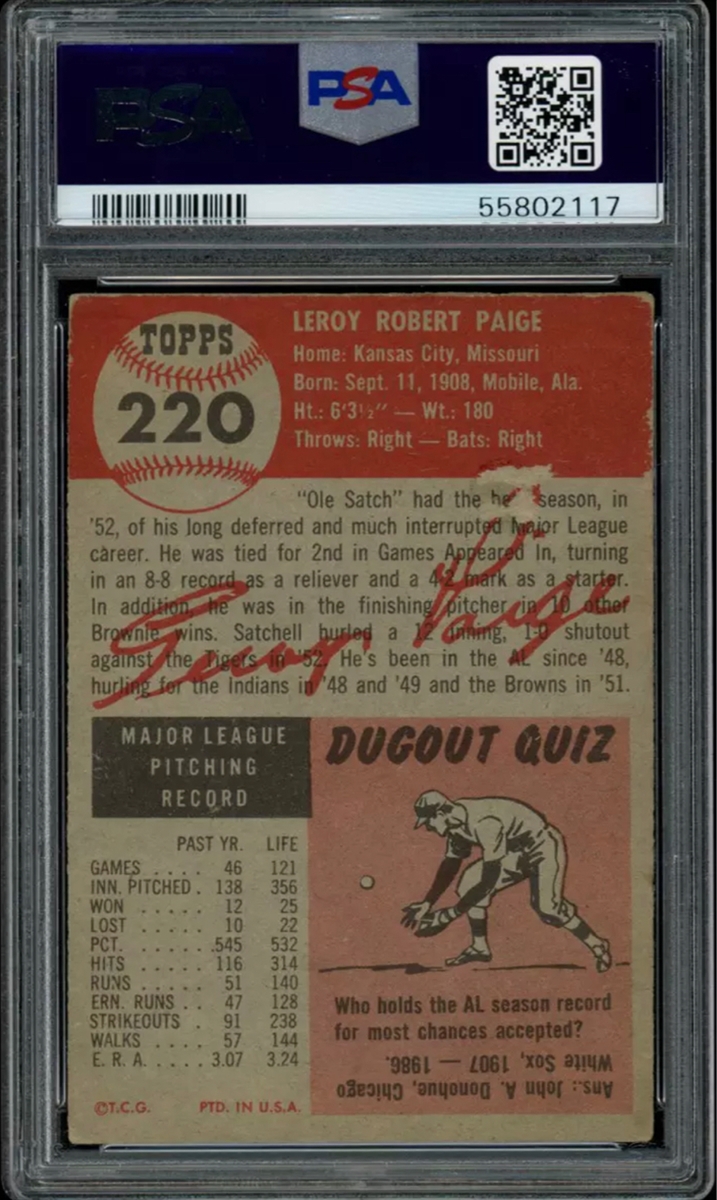 PSA PSA
55802117
TOPPS
220
LEROY ROBERT PAIGE
Home: Kansas City, Missouri
Born: Sept. 11, 1908, Mobile, Ala.
Ht.: 6'3½" — Wt.: 180
Throws: Right — Bats: Right
"Ole Satch" had the season, in
'52, of his long deferred and much interrupted Major League
career. He was tied for 2nd in Games Appeared In, turning
in an 8-8 record as a reliever and a 4-2 mark as a starter.
In addition, he was in the finishing pitcher in 10 other
Brownie wins. Satchell hurled a 12 inning, 1-0 shutout
against the Tigers in '52. He's been in the AL since '48,
hurling for the Indians in '48 and '49 and the Browns in '51.
Paige
MAJOR LEAGUE
PITCHING
RECORD
PAST YR. LIFE
GAMES .... 46 121
INN. PITCHED . 138 356
WON ..... 12 25
LOST ..... 10 22
PCT. ..... .545 532
HITS ..... 116 314
RUNS ..... 51 140
ERN. RUNS .. 47 128
STRIKEOUTS . 91 238
WALKS .... 57 144
E. R. A. .... 3.07 3.24
©T.C.G. PTD. IN U.S.A.
DUGOUT QUIZ
Who holds the AL season record
for most chances accepted?
Ans.: John A. Donohue, Chicago
White Sox, 1907 — 1986.